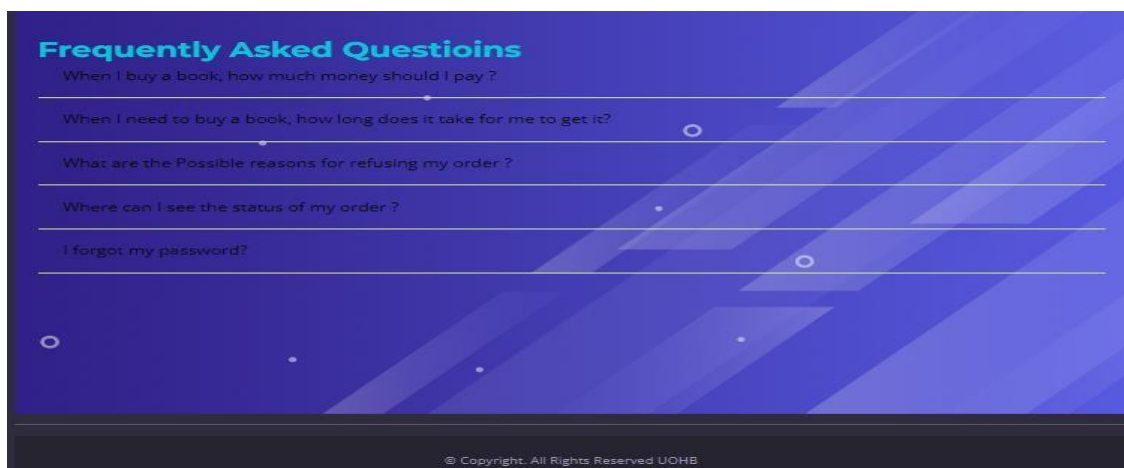 Frequently Asked Questioins
When I buy a book, how much money should I pay ?
When I need to buy a book, how long does it take for me to get it?
What are the Possible reasons for refusing my order ?
Where can I see the status of my order ?
I forgot my password?
© Copyright. All Rights Reserved UOHB